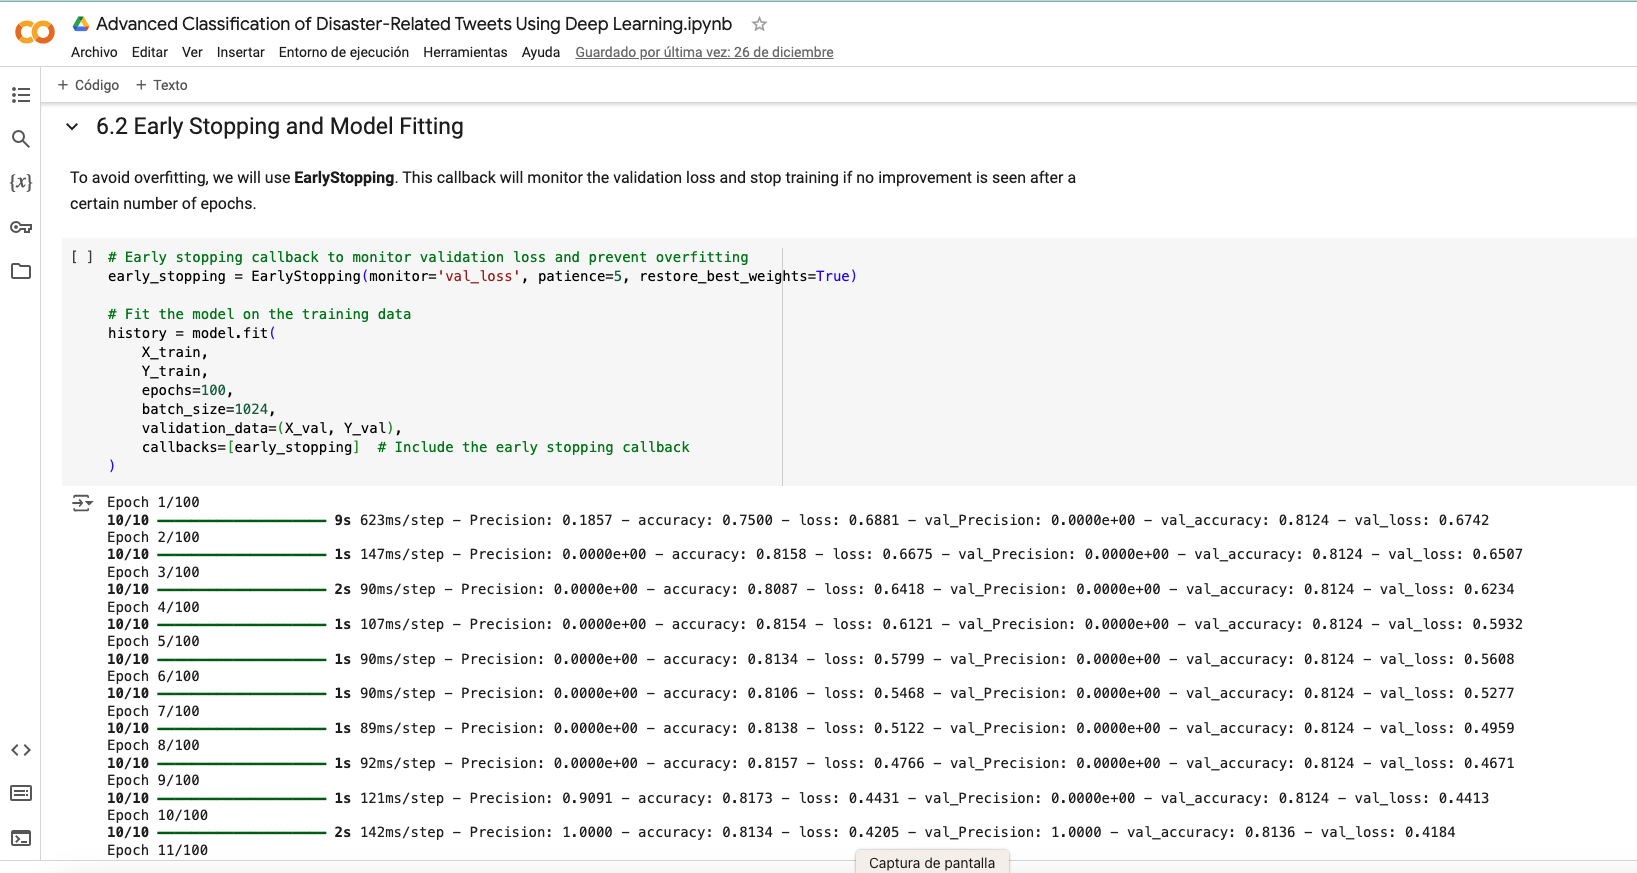 Advanced Classification of Disaster-Related Tweets Using Deep Learning.ipynb
Archivo Editar Ver Insertar Entorno de ejecución Herramientas Ayuda Guardado por última vez: 26 de diciembre
+ Código + Texto
6.2 Early Stopping and Model Fitting
To avoid overfitting, we will use EarlyStopping. This callback will monitor the validation loss and stop training if no improvement is seen after a
certain number of epochs.
[ ] # Early stopping callback to monitor validation loss and prevent overfitting
early_stopping = EarlyStopping(monitor='val_loss', patience=5, restore_best_weights=True)
# Fit the model on the training data
history = model.fit(
X_train,
Y_train,
epochs=100,
batch_size=1024,
validation_data=(X_val, Y_val),
callbacks=[early_stopping]  # Include the early stopping callback
)
Epoch 1/100
10/10 9s 623ms/step - Precision: 0.1857 - accuracy: 0.7500 - loss: 0.6881 - val_Precision: 0.0000e+00 - val_accuracy: 0.8124 - val_loss: 0.6742
Epoch 2/100
10/10 1s 147ms/step - Precision: 0.0000e+00 - accuracy: 0.8158 - loss: 0.6675 - val_Precision: 0.0000e+00 - val_accuracy: 0.8124 - val_loss: 0.6507
Epoch 3/100
10/10 2s 90ms/step - Precision: 0.0000e+00 - accuracy: 0.8087 - loss: 0.6418 - val_Precision: 0.0000e+00 - val_accuracy: 0.8124 - val_loss: 0.6234
Epoch 4/100
10/10 1s 107ms/step - Precision: 0.0000e+00 - accuracy: 0.8154 - loss: 0.6121 - val_Precision: 0.0000e+00 - val_accuracy: 0.8124 - val_loss: 0.5932
Epoch 5/100
10/10 1s 90ms/step - Precision: 0.0000e+00 - accuracy: 0.8134 - loss: 0.5799 - val_Precision: 0.0000e+00 - val_accuracy: 0.8124 - val_loss: 0.5608
Epoch 6/100
10/10 1s 90ms/step - Precision: 0.0000e+00 - accuracy: 0.8106 - loss: 0.5468 - val_Precision: 0.0000e+00 - val_accuracy: 0.8124 - val_loss: 0.5277
Epoch 7/100
10/10 1s 89ms/step - Precision: 0.0000e+00 - accuracy: 0.8138 - loss: 0.5122 - val_Precision: 0.0000e+00 - val_accuracy: 0.8124 - val_loss: 0.4959
Epoch 8/100
10/10 1s 92ms/step - Precision: 0.0000e+00 - accuracy: 0.8157 - loss: 0.4766 - val_Precision: 0.0000e+00 - val_accuracy: 0.8124 - val_loss: 0.4671
Epoch 9/100
10/10 1s 121ms/step - Precision: 0.9091 - accuracy: 0.8173 - loss: 0.4431 - val_Precision: 0.0000e+00 - val_accuracy: 0.8124 - val_loss: 0.4413
Epoch 10/100
10/10 2s 142ms/step - Precision: 1.0000 - accuracy: 0.8134 - loss: 0.4205 - val_Precision: 1.0000 - val_accuracy: 0.8136 - val_loss: 0.4184
Epoch 11/100
Captura de pantalla